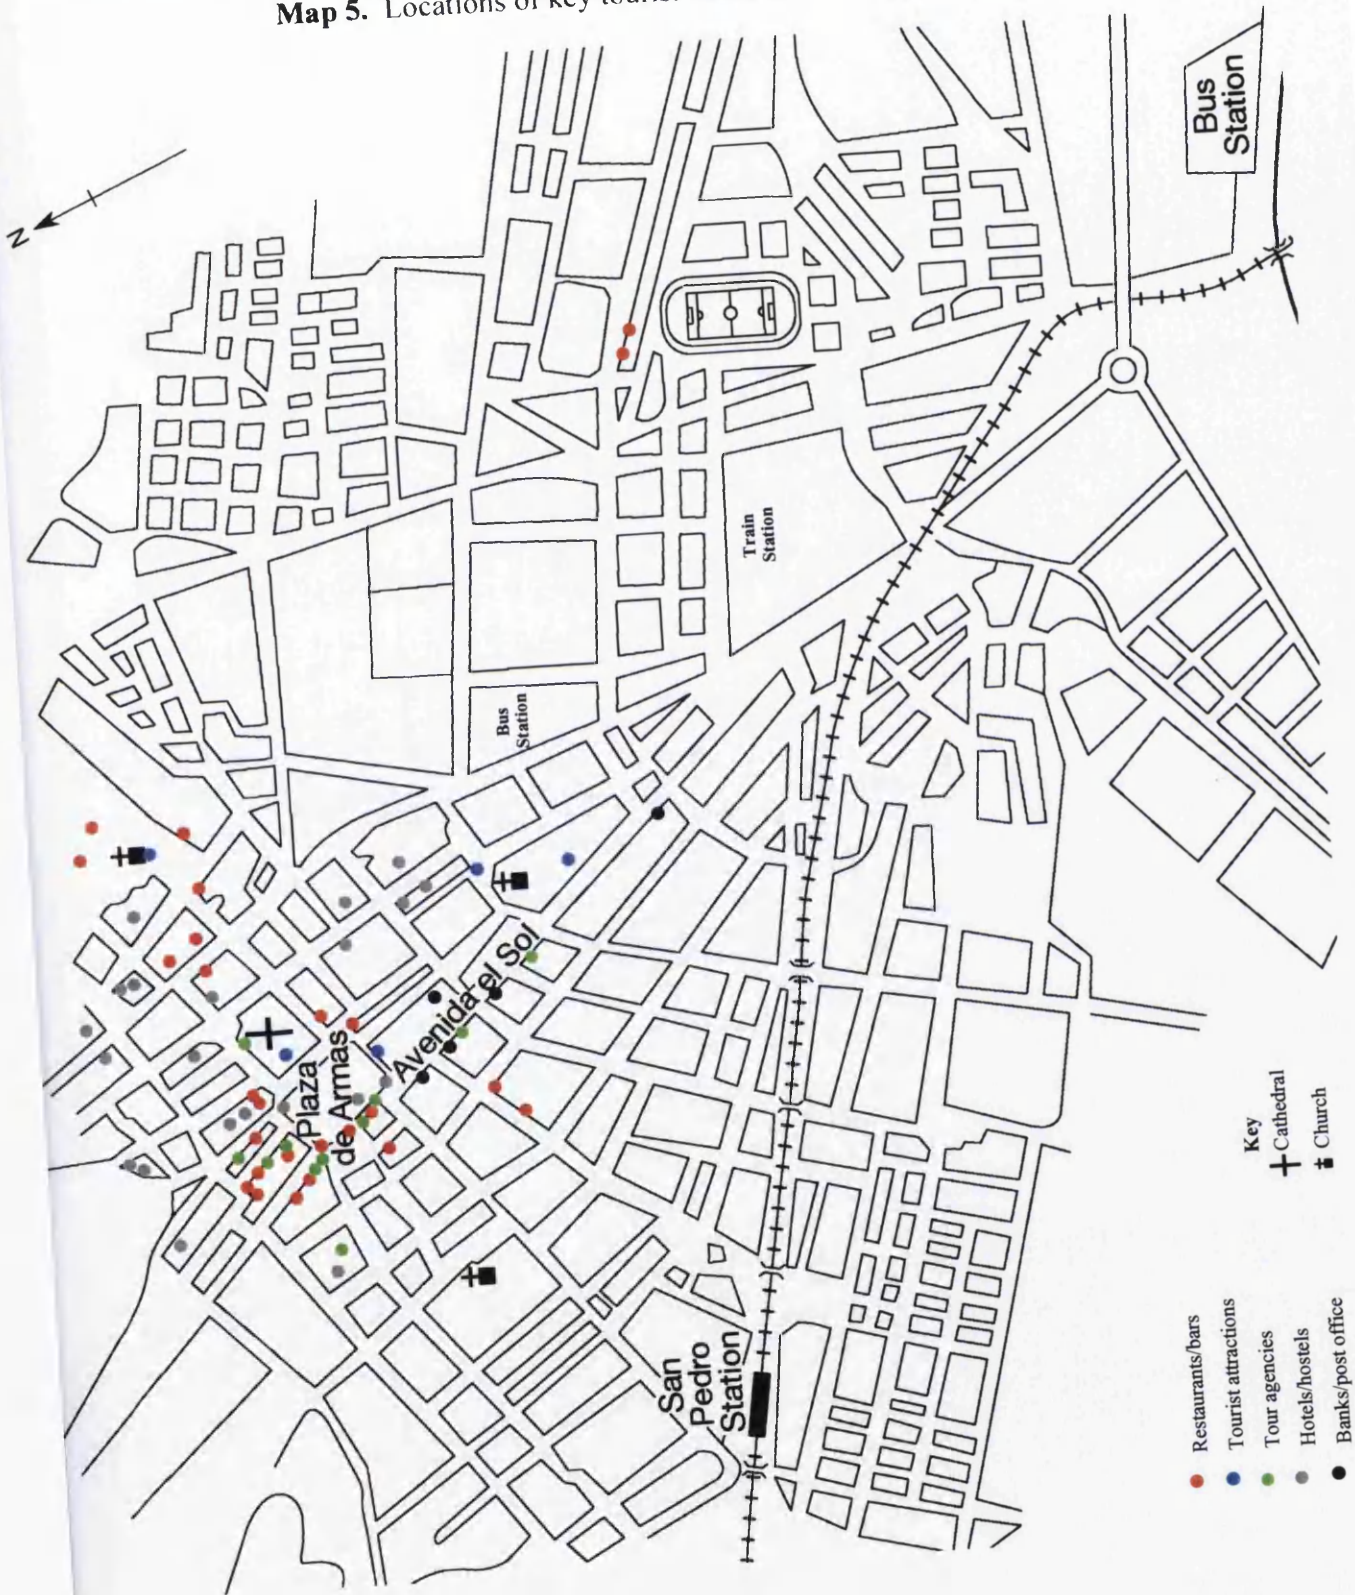 Map 5. Locations of key
N
Bus
Station
Train
Station
Bus
Station
Plaza
de Armas
Avenida el Sol
San
Pedro
Station
Key
Cathedral
Church
Restaurants/bars
Tourist attractions
Tour agencies
Hotels/hostels
Banks/post office